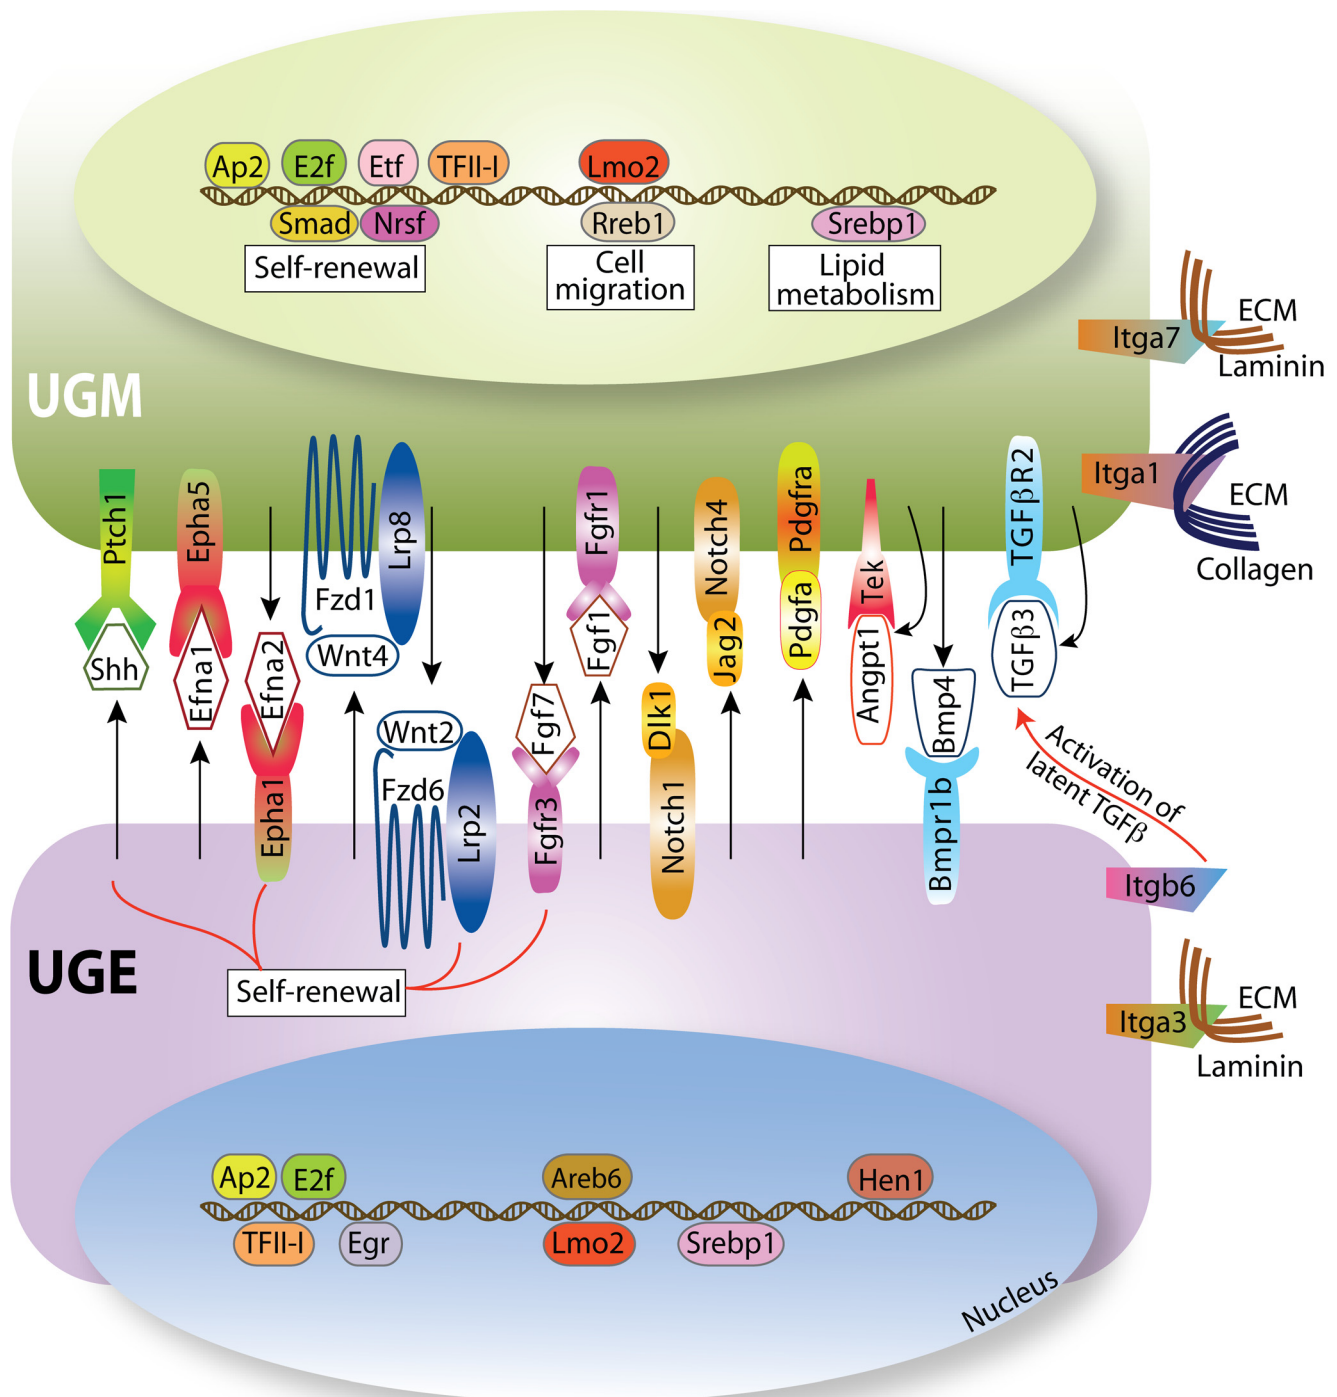 Ap2
E2f
Etf
TFII-I
Lmo2
Smad
Nrsf
Rreb1
Srebp1
Self-renewal
Cell
migration
Lipid
metabolism
UGM
Itga7
ECM
Laminin
Itga1
ECM
Collagen
Ptch1
Shh
Epha5
Efna1
Efna2
Epha1
Fzd1
Lrp8
Wnt4
Wnt2
Fzd6
Lrp2
Fgfr1
Fgf1
Fgf7
Fgfr3
Dlk1
Notch1
Notch4
Jag2
Pdgfra
Pdgfa
Tek
Angpt1
Bmp4
Bmpr1b
TGFβR2
TGFβ3
Activation of
latent TGFβ
Itgb6
UGE
Self-renewal
Itga3
ECM
Laminin
Ap2
E2f
Areb6
Hen1
TFII-I
Egr
Lmo2
Srebp1
Nucleus